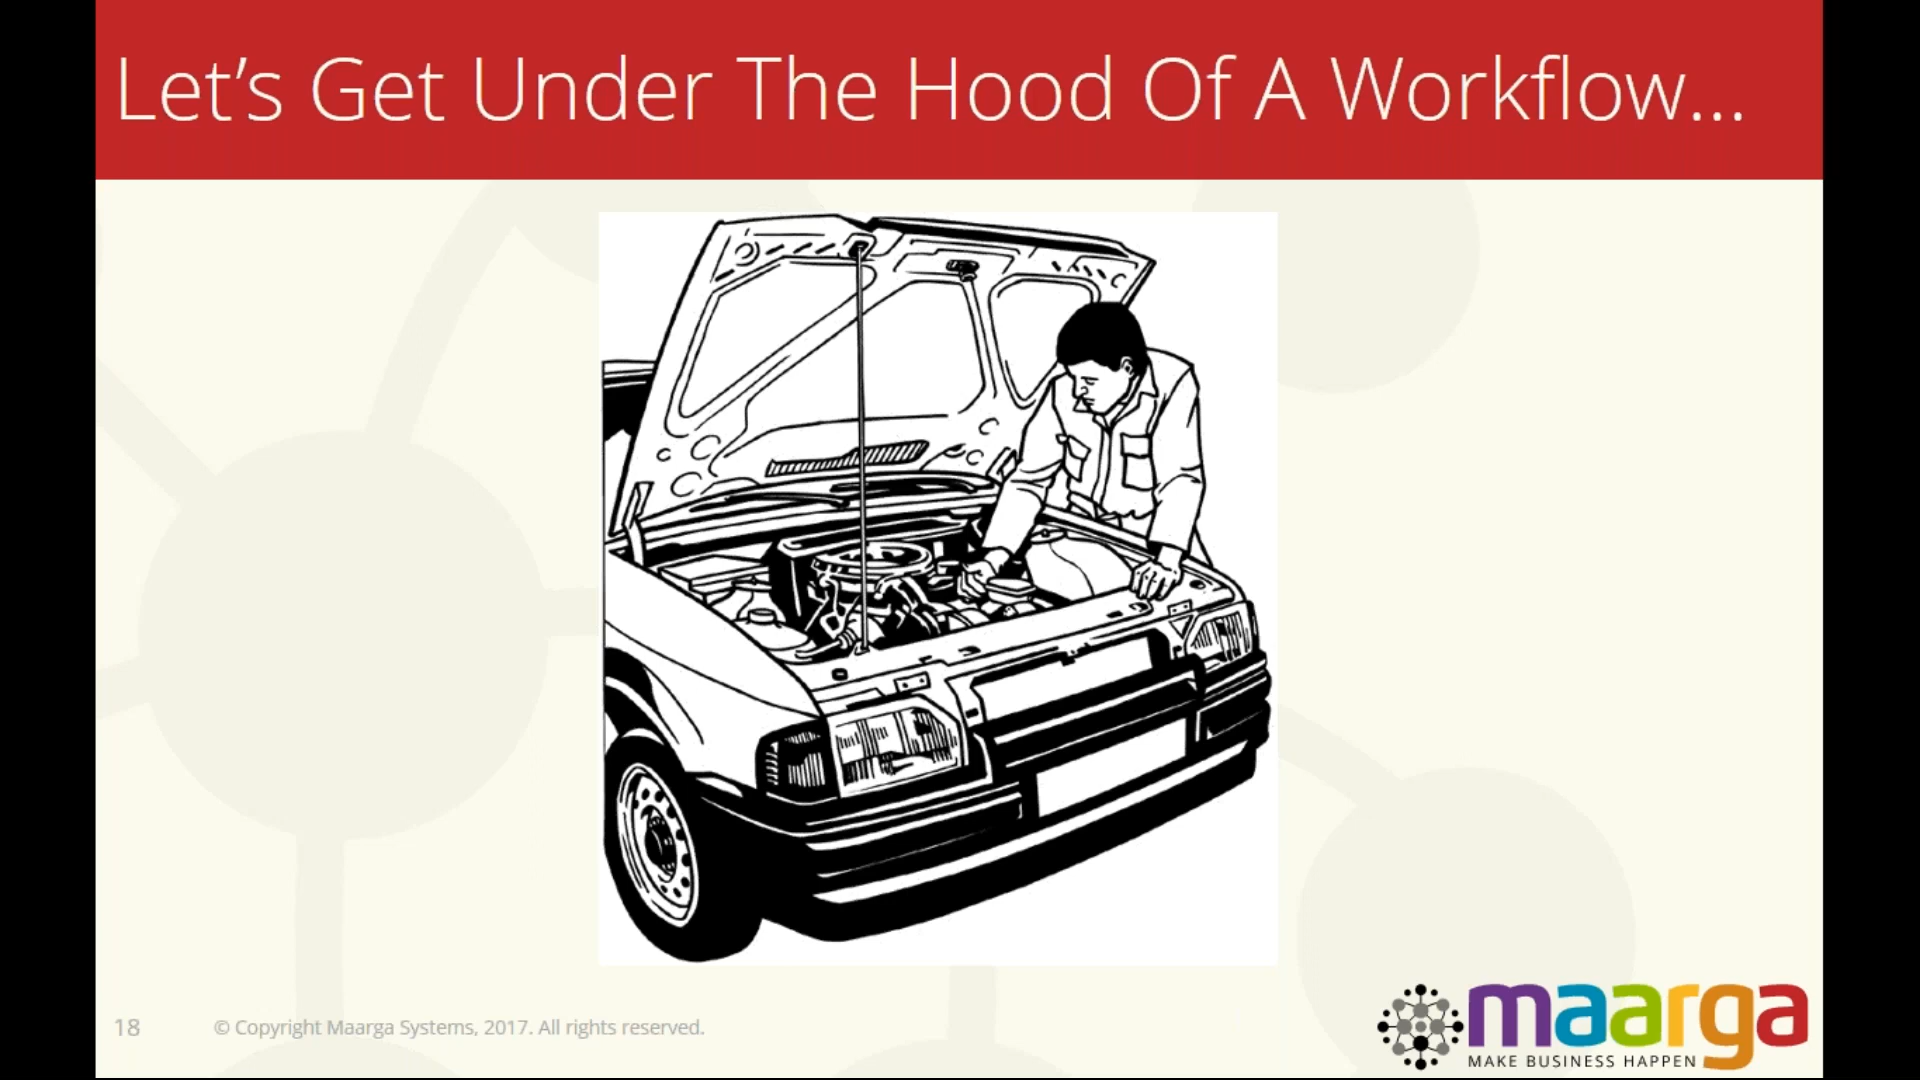 Let’s Get Under The Hood Of A Workflow...
18
© Copyright Maarga Systems, 2017. All rights reserved.
maarga
MAKE BUSINESS HAPPEN